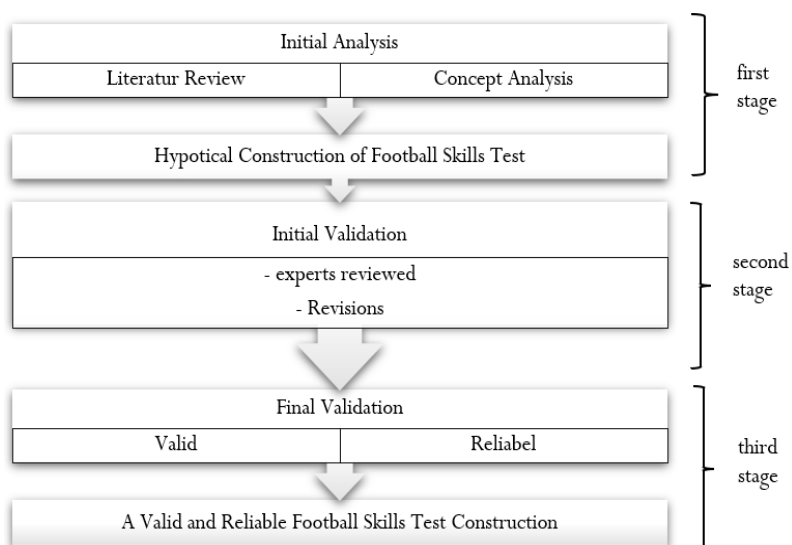 Initial Analysis
Literatur Review
Concept Analysis
first
stage
Hypotical Construction of Football Skills Test
Initial Validation
- experts reviewed
- Revisions
second
stage
Final Validation
Valid
Reliabel
third
stage
A Valid and Reliable Football Skills Test Construction